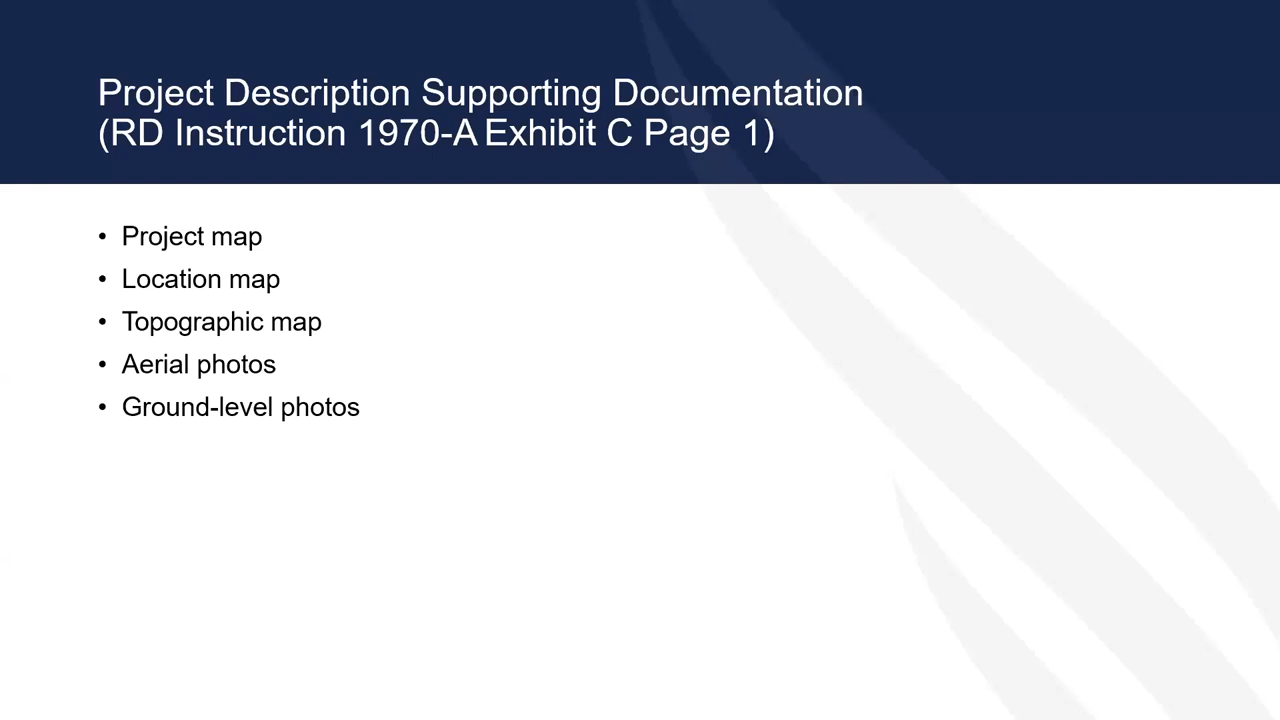 Project Description Supporting Documentation
(RD Instruction 1970-A Exhibit C Page 1)
• Project map
• Location map
• Topographic map
• Aerial photos
• Ground-level photos